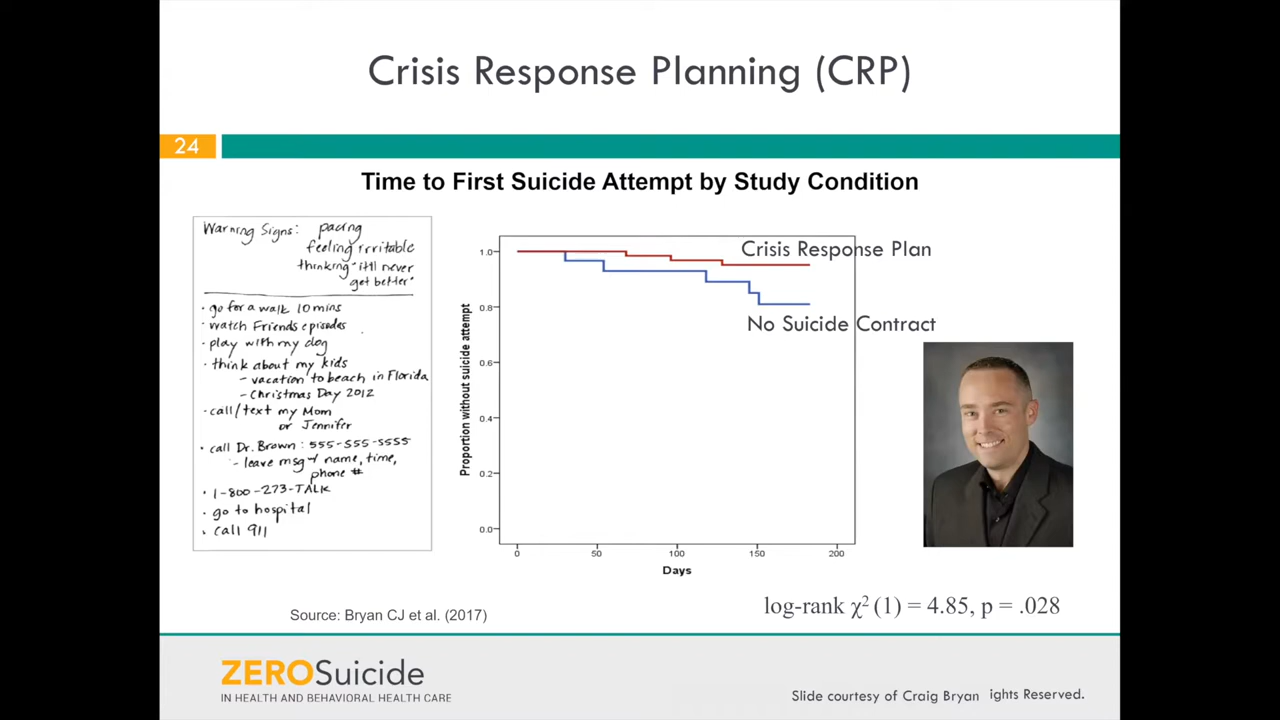 Crisis Response Planning (CRP)
24
Time to First Suicide Attempt by Study Condition
Warning Signs: pacing
feeling irritable
thinking "it'll never
get better"
· go for a walk 10 mins
· watch Friends episodes
· play with my dog
· think about my kids
- vacation to beach in Florida
- Christmas Day 2012
· call/text my Mom
or Jennifer
· call Dr. Brown: 555-555-5555
- leave msg w/ name, time,
phone #
· 1-800-273-TALK
· go to hospital
· call 911
Proportion without suicide attempt
1.0
0.8
0.6
0.4
0.2
0.0
Crisis Response Plan
No Suicide Contract
0 50 100 150 200
Days
Source: Bryan CJ et al. (2017)
log-rank χ² (1) = 4.85, p = .028
ZEROSuicide
IN HEALTH AND BEHAVIORAL HEALTH CARE
Slide courtesy of Craig Bryan ights Reserved.